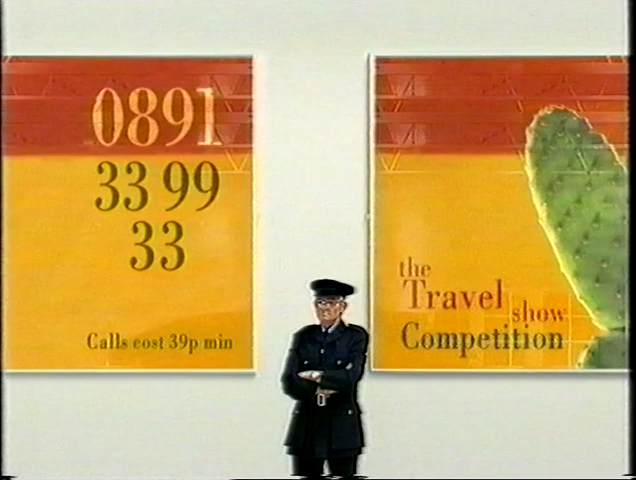 0891
33 99
33
Calls cost 39p min
the
Travel show
Competition